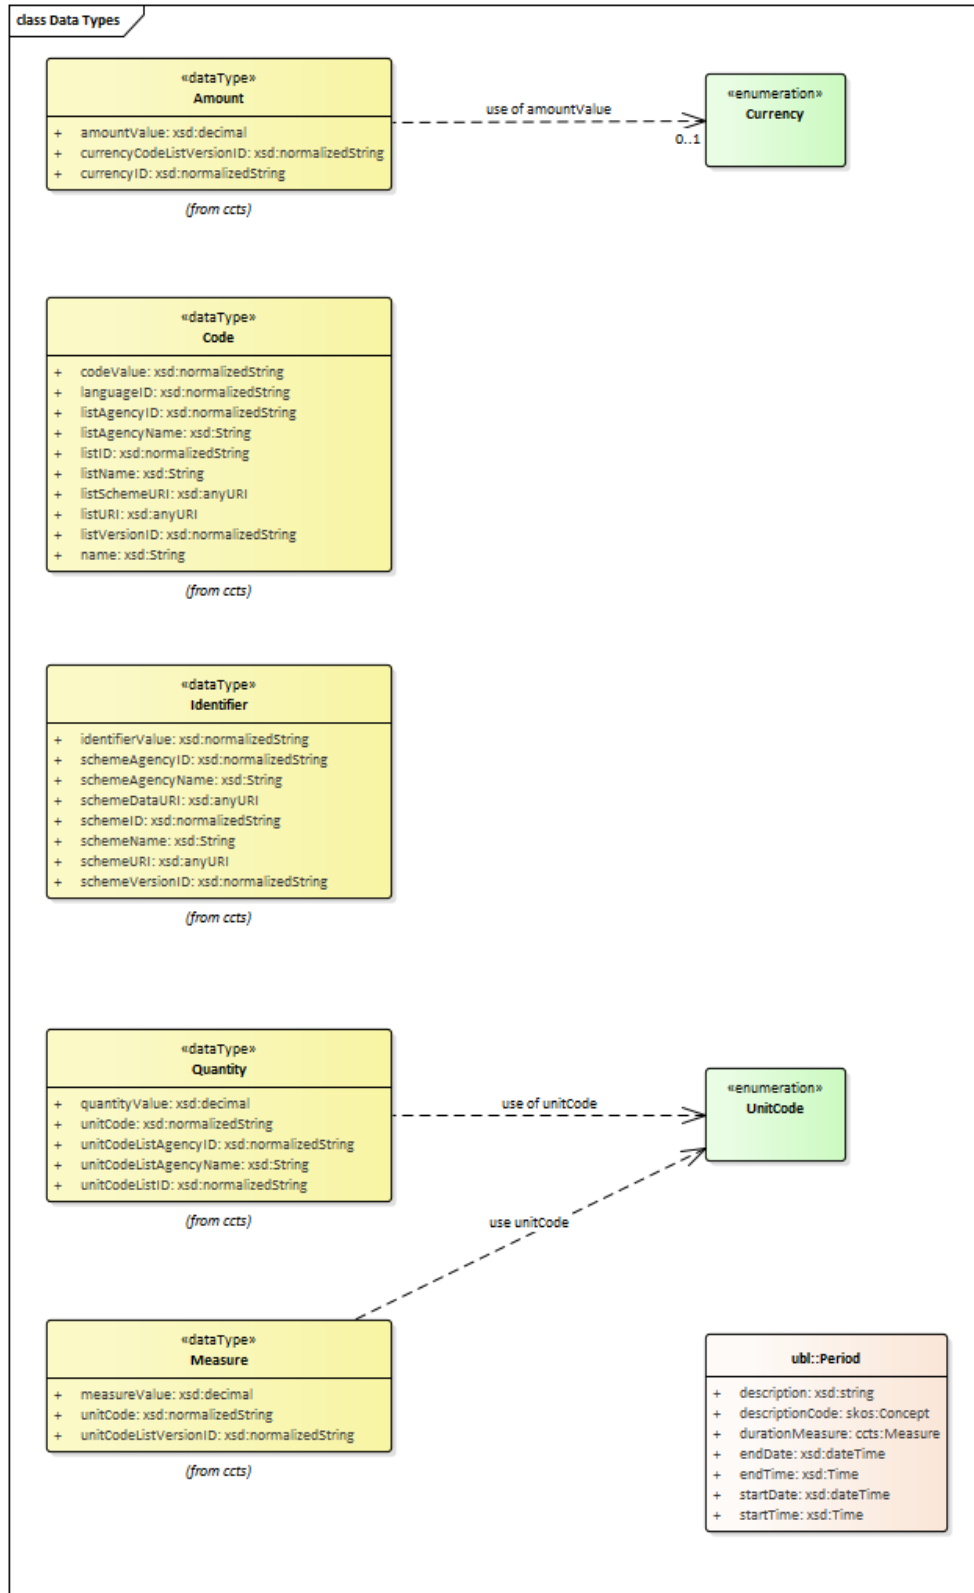 class Data Types
«dataType»
Amount
+ amountValue: xsd:decimal
+ currencyCodeListVersionID: xsd:normalizedString
+ currencyID: xsd:normalizedString
(from ccts)
use of amountValue
0..1
«enumeration»
Currency
«dataType»
Code
+ codeValue: xsd:normalizedString
+ languageID: xsd:normalizedString
+ listAgencyID: xsd:normalizedString
+ listAgencyName: xsd:String
+ listID: xsd:normalizedString
+ listName: xsd:String
+ listSchemeURI: xsd:anyURI
+ listURI: xsd:anyURI
+ listVersionID: xsd:normalizedString
+ name: xsd:String
(from ccts)
«dataType»
Identifier
+ identifierValue: xsd:normalizedString
+ schemeAgencyID: xsd:normalizedString
+ schemeAgencyName: xsd:String
+ schemeDataURI: xsd:anyURI
+ schemeID: xsd:normalizedString
+ schemeName: xsd:String
+ schemeURI: xsd:anyURI
+ schemeVersionID: xsd:normalizedString
(from ccts)
«dataType»
Quantity
+ quantityValue: xsd:decimal
+ unitCode: xsd:normalizedString
+ unitCodeListAgencyID: xsd:normalizedString
+ unitCodeListAgencyName: xsd:String
+ unitCodeListID: xsd:normalizedString
(from ccts)
use of unitCode
«enumeration»
UnitCode
use unitCode
«dataType»
Measure
+ measureValue: xsd:decimal
+ unitCode: xsd:normalizedString
+ unitCodeListVersionID: xsd:normalizedString
(from ccts)
ubl::Period
+ description: xsd:string
+ descriptionCode: skos:Concept
+ durationMeasure: ccts:Measure
+ endDate: xsd:dateTime
+ endTime: xsd:Time
+ startDate: xsd:dateTime
+ startTime: xsd:Time